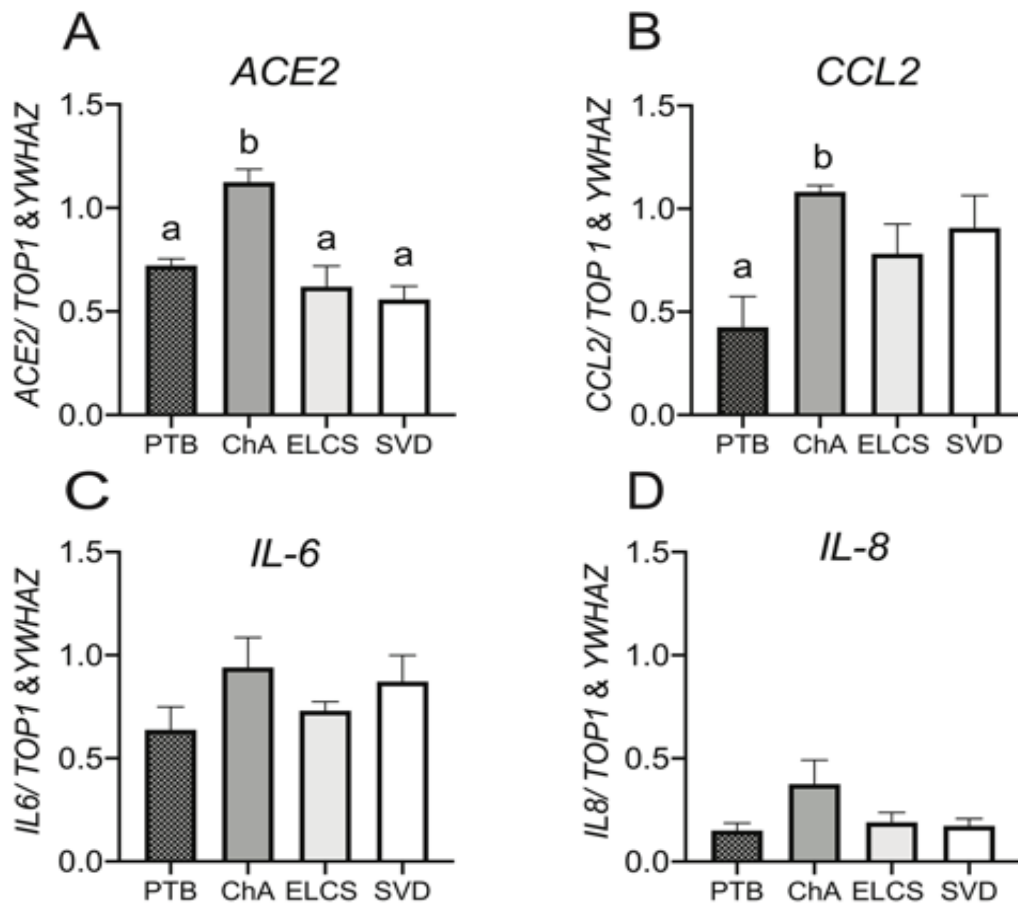 A
ACE2
ACE2/ TOP1 &YWHAZ
1.5
1.0
0.5
0.0
a
b
a
a
PTB ChA ELCS SVD
B
CCL2
CCL2/ TOP 1 & YWHAZ
1.5
1.0
0.5
0.0
a
b
PTB ChA ELCS SVD
C
IL-6
IL6/ TOP1 &YWHAZ
1.5
1.0
0.5
0.0
PTB ChA ELCS SVD
D
IL-8
IL8/ TOP1 & YWHAZ
1.5
1.0
0.5
0.0
PTB ChA ELCS SVD